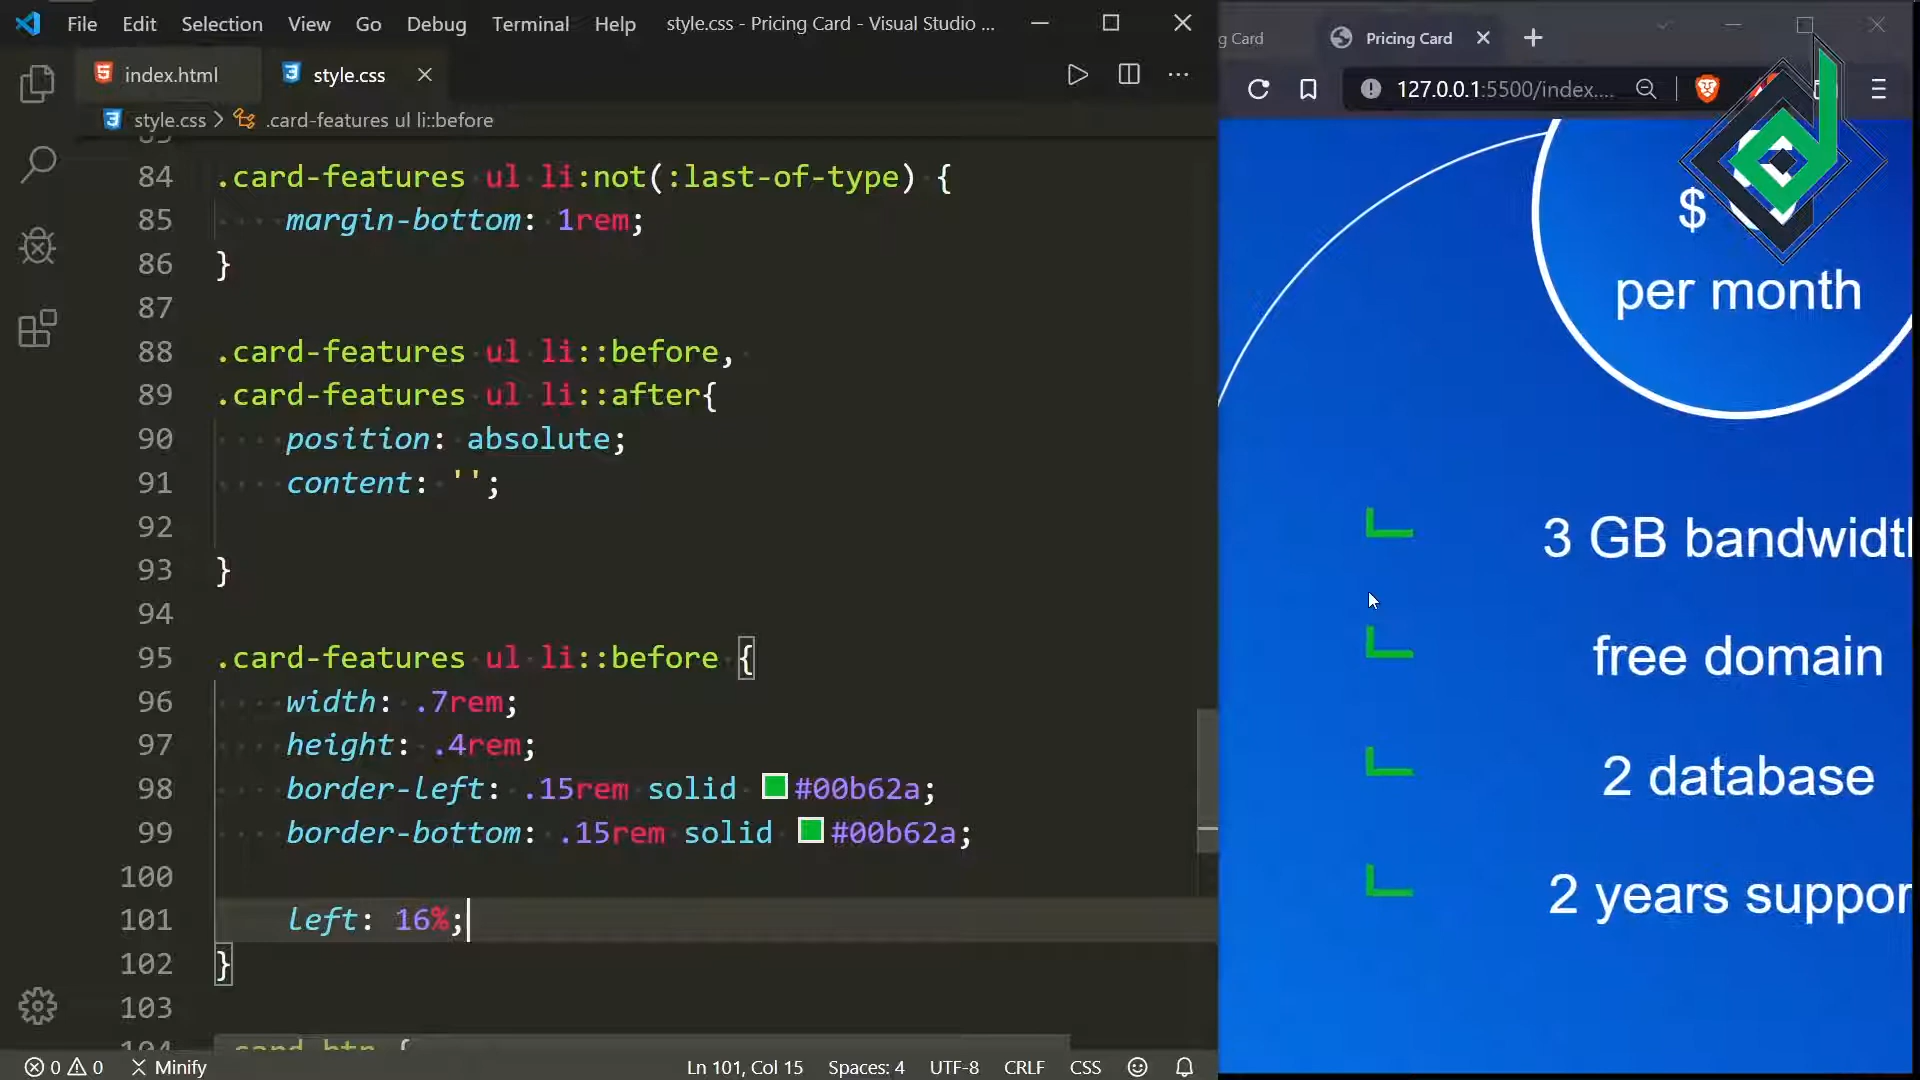 File Edit Selection View Go Debug Terminal Help style.css - Pricing Card - Visual Studio ...
index.html
style.css
style.css > .card-features ul li::before
84 .card-features ul li:not(:last-of-type) {
85 margin-bottom: 1rem;
86 }
87
88 .card-features ul li::before,
89 .card-features ul li::after{
90 position: absolute;
91 content: '';
92
93 }
94
95 .card-features ul li::before {
96 width: .7rem;
97 height: .4rem;
98 border-left: .15rem solid #00b62a;
99 border-bottom: .15rem solid #00b62a;
100
101 left: 16%;
102 }
103
0 0 Minify Ln 101, Col 15 Spaces: 4 UTF-8 CRLF CSS
g Card
Pricing Card
127.0.0.1:5500/index....
$
per month
3 GB bandwidth
free domain
2 database
2 years suppor